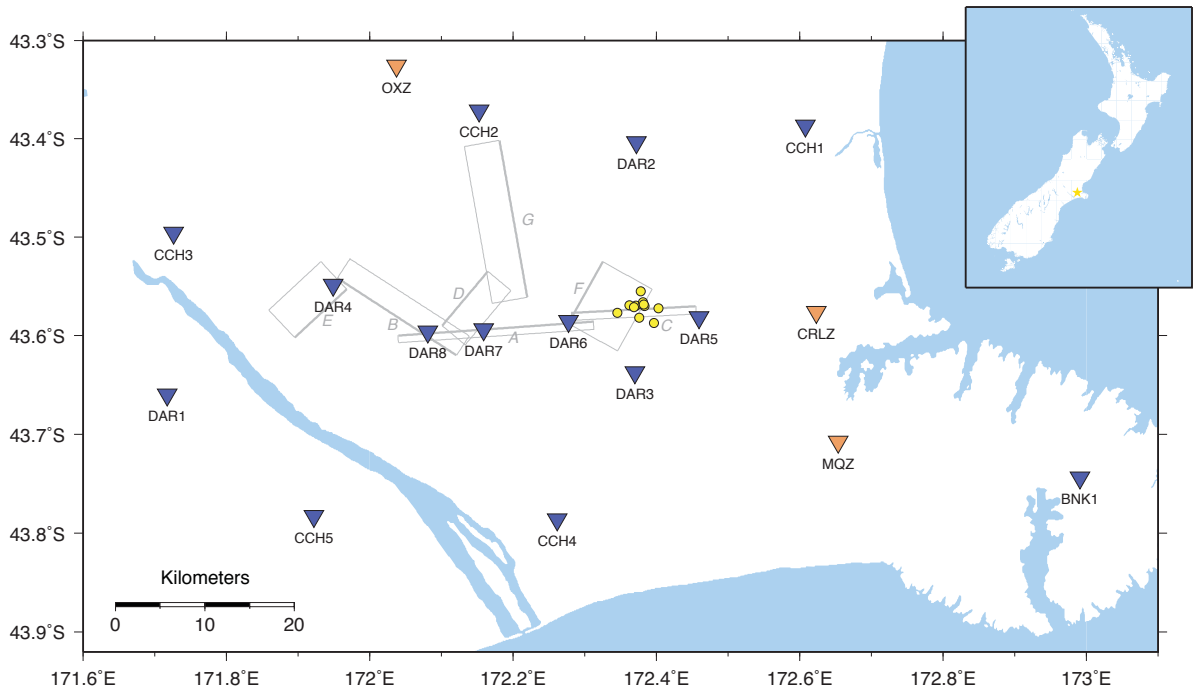 43.3°S
OXZ
CCH2
43.4°S
CCH1
DAR2
G
43.5°S
CCH3
F
D
DAR4
E
B
43.6°S
A
C
DAR8
DAR7
DAR6
DAR5
CRLZ
DAR3
DAR1
43.7°S
MQZ
BNK1
43.8°S
CCH5
CCH4
Kilometers
0 10 20
43.9°S
171.6°E 171.8°E 172°E 172.2°E 172.4°E 172.6°E 172.8°E 173°E